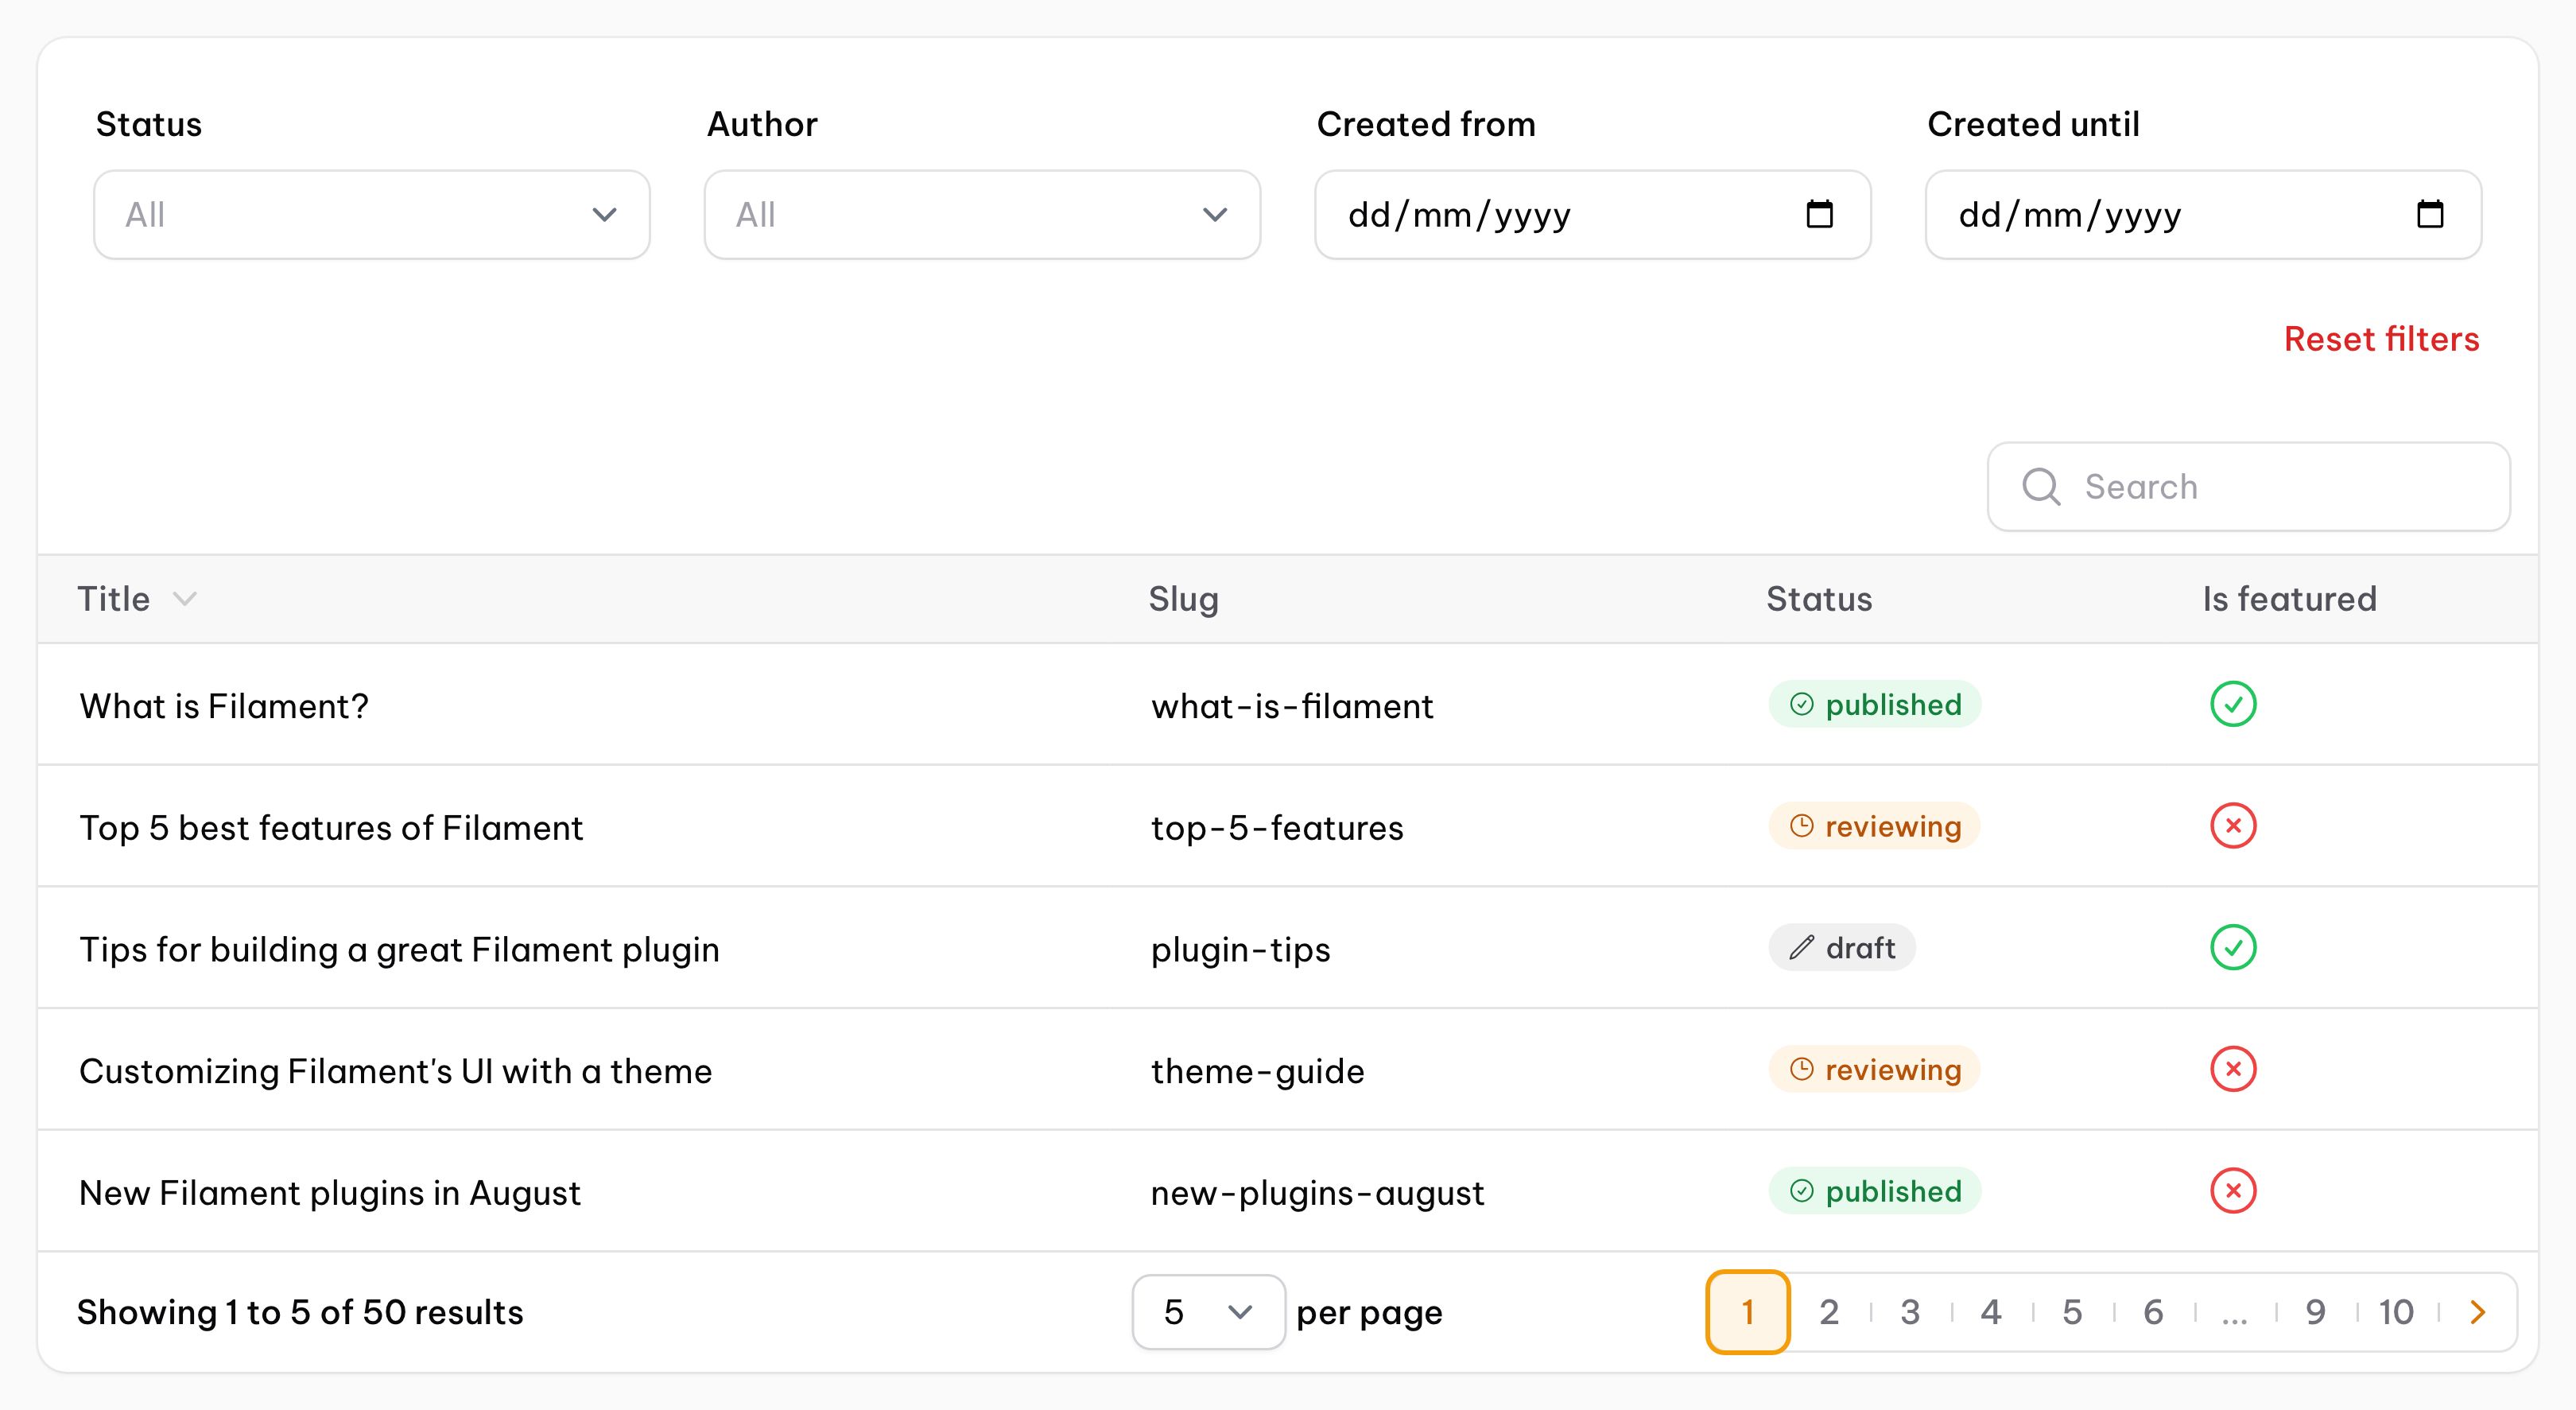 Status Author Created from Created until
All All dd/mm/yyyy dd/mm/yyyy
Reset filters
Search
Title Slug Status Is featured
What is Filament? what-is-filament published
Top 5 best features of Filament top-5-features reviewing
Tips for building a great Filament plugin plugin-tips draft
Customizing Filament's UI with a theme theme-guide reviewing
New Filament plugins in August new-plugins-august published
Showing 1 to 5 of 50 results 5 per page 1 2 3 4 5 6 ... 9 10